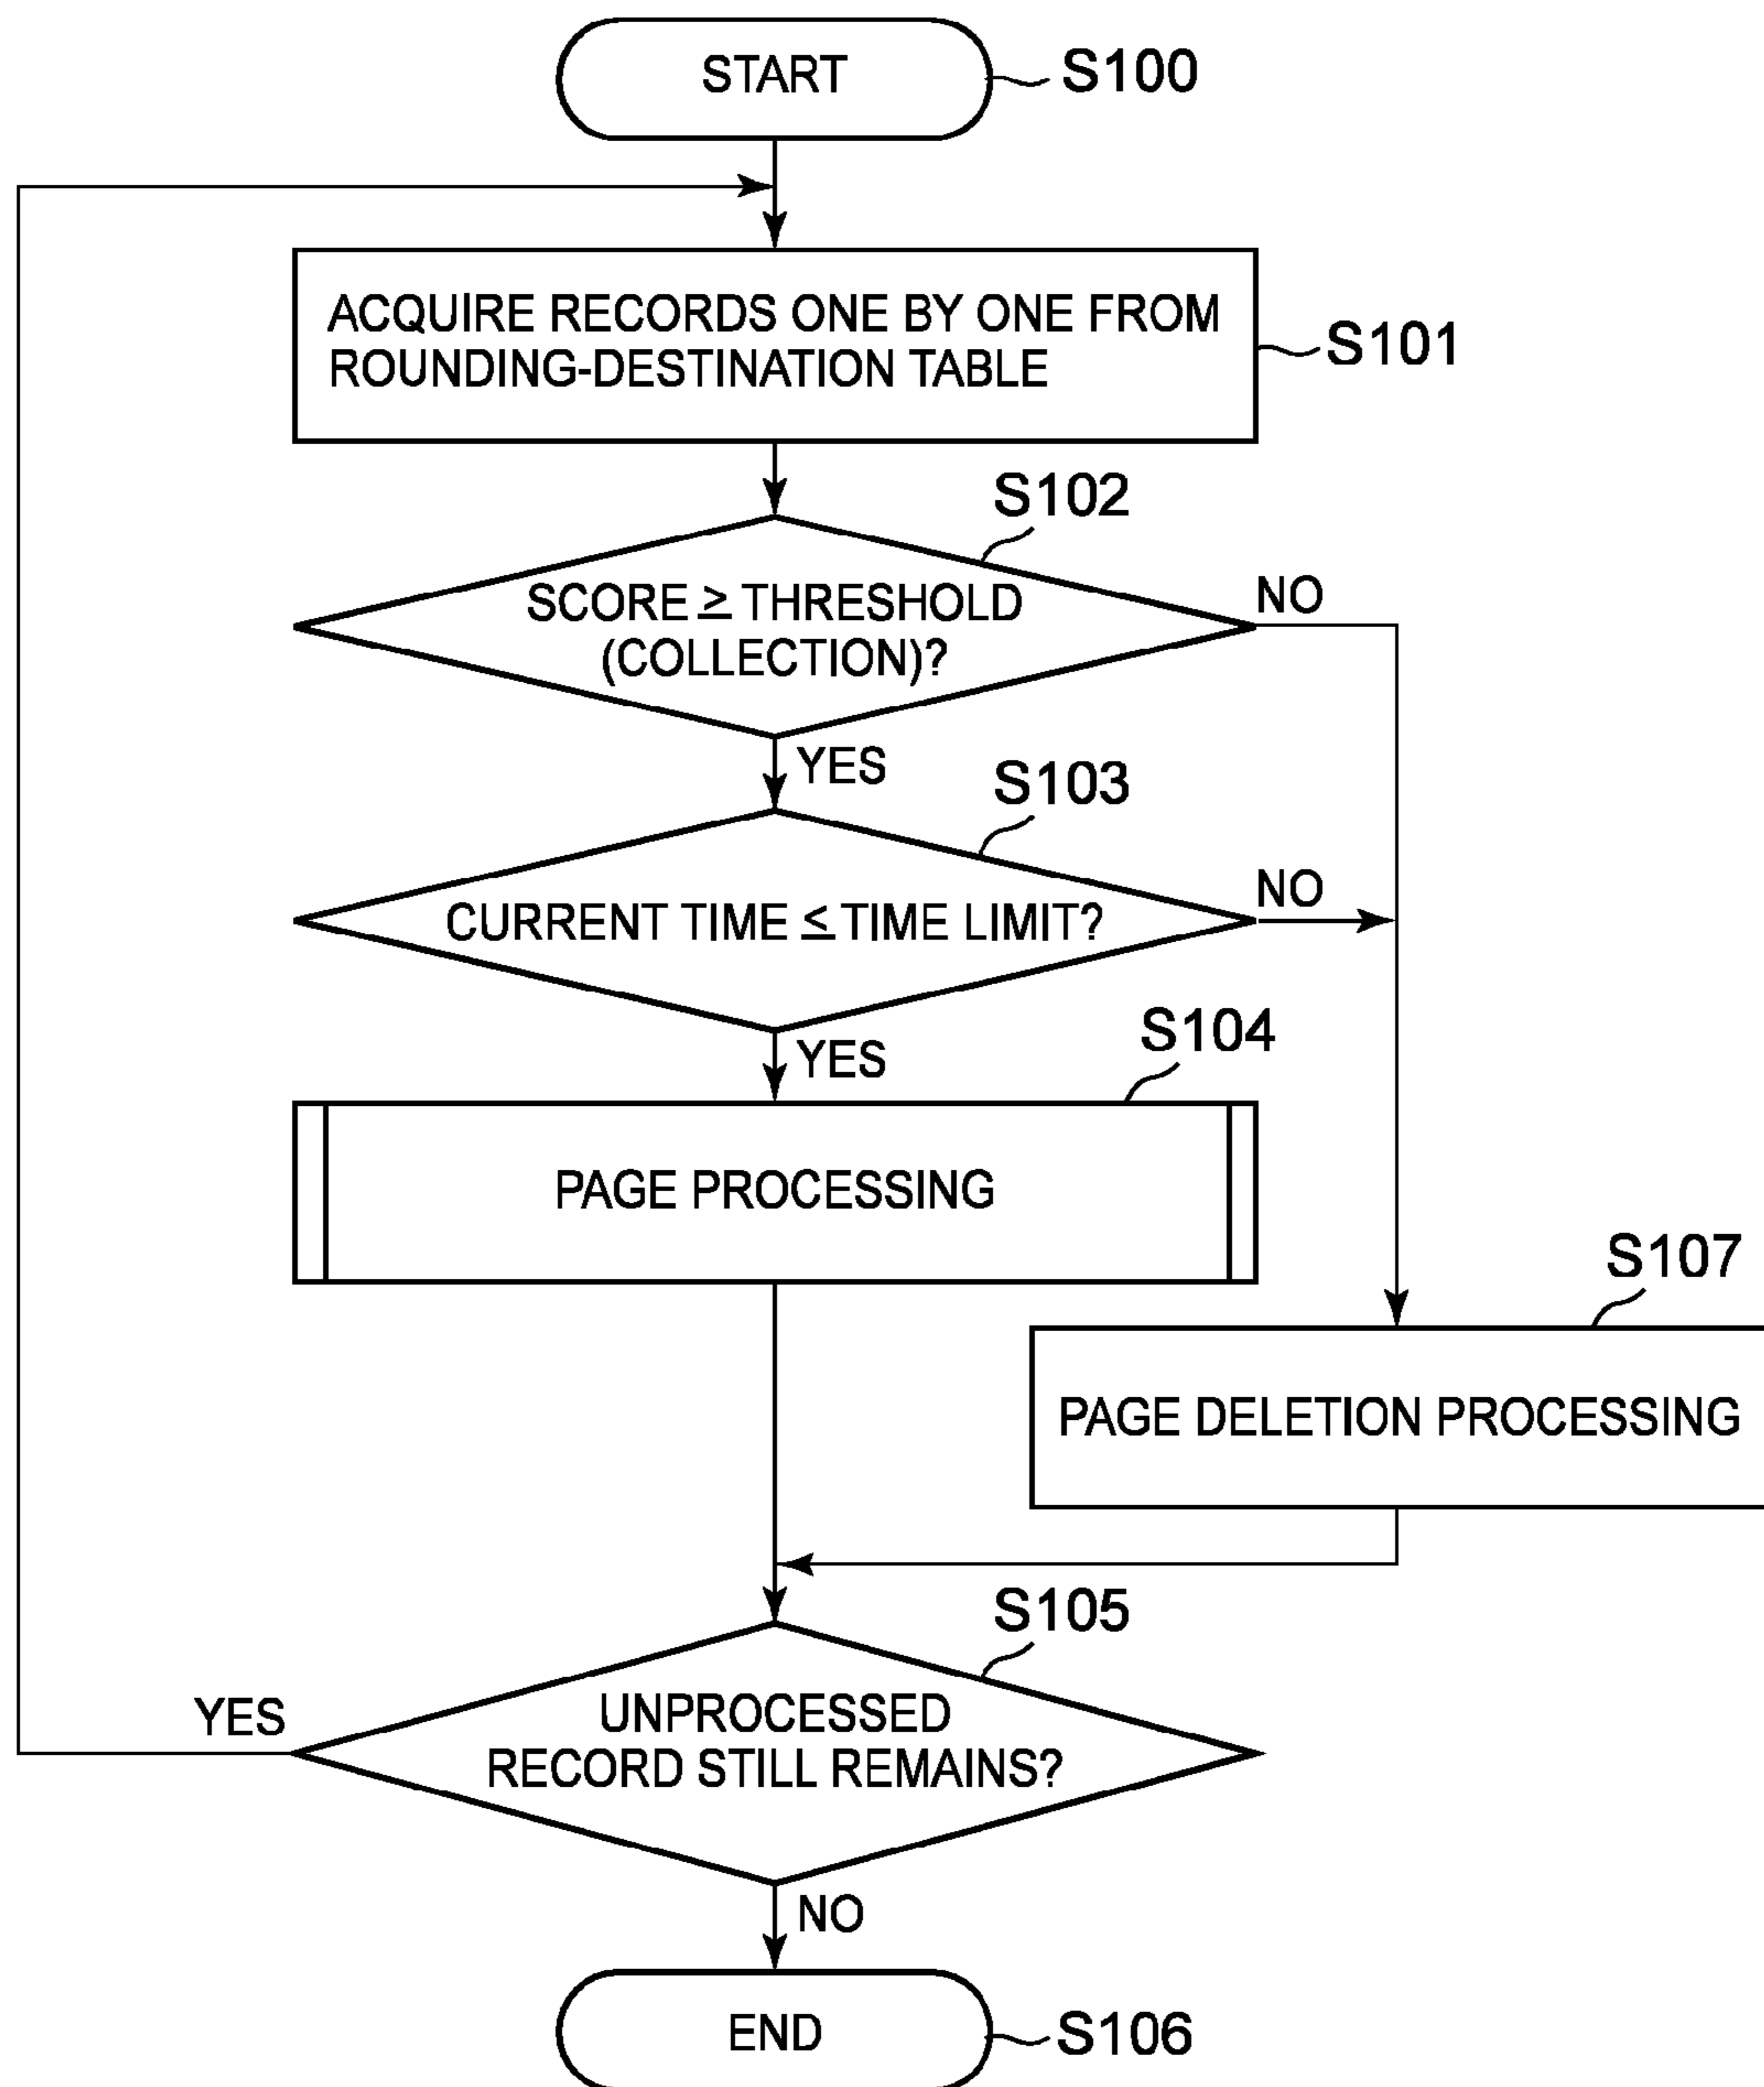 START
S100
ACQUIRE RECORDS ONE BY ONE FROM
ROUNDING-DESTINATION TABLE
S101
S102
SCORE ≥ THRESHOLD
(COLLECTION)?
NO
YES
S103
CURRENT TIME ≤ TIME LIMIT?
NO
YES
S104
PAGE PROCESSING
S107
PAGE DELETION PROCESSING
S105
UNPROCESSED
RECORD STILL REMAINS?
YES
NO
END
S106